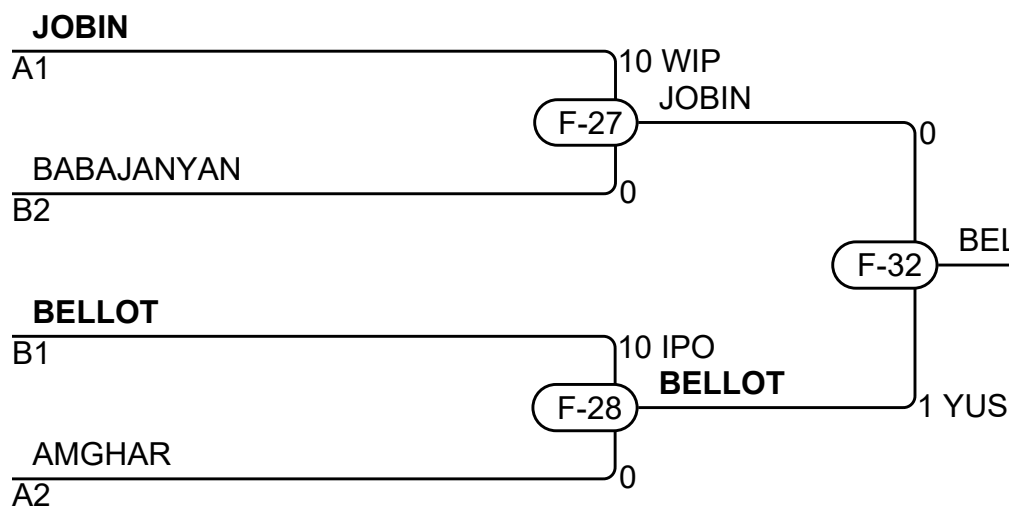 JOBIN
A1
10 WIP
JOBIN
F-27
0
BABAJANYAN
B2
0
BEL
F-32
BELLOT
B1
10 IPO
BELLOT
F-28
1 YUS
AMGHAR
A2
0